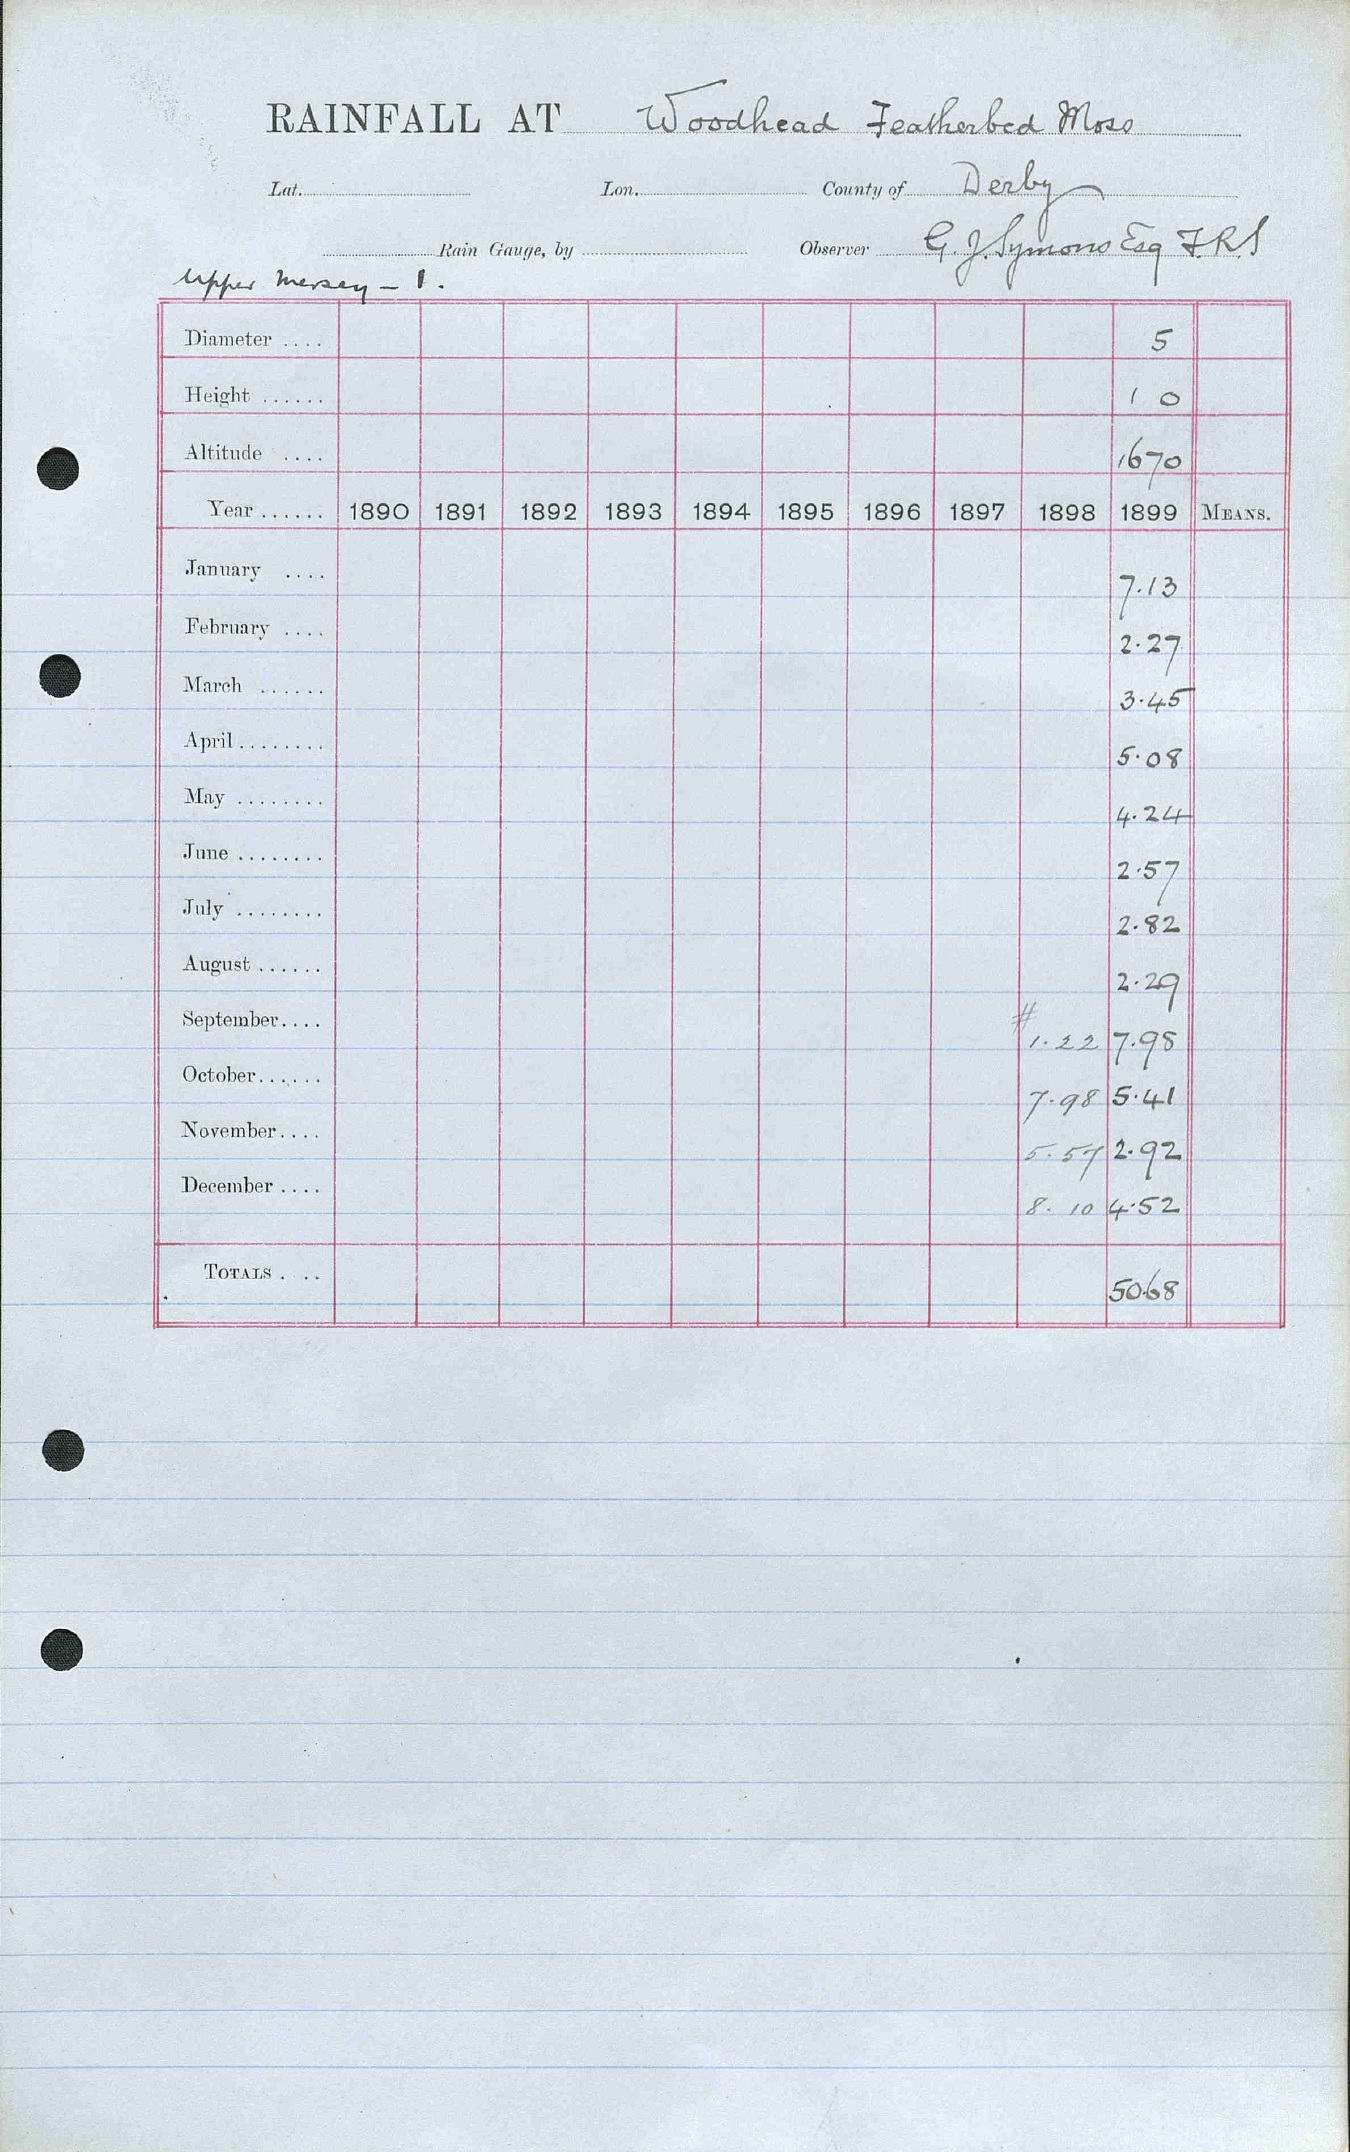 RAINFALL AT Woodhead Featherbed Moss
Lat. Lon. County of Derby
Rain Gauge, by Observer G. J. Symons Esq F.R.S
Upper Mersey – 1.
Diameter .... 5
Height ...... 1 0
Altitude .... 1670
Year ...... 1890 1891 1892 1893 1894 1895 1896 1897 1898 1899 MEANS.
January .... 7.13
February .... 2.27
March ...... 3.45
April ........ 5.08
May ........ 4.24
June ........ 2.57
July ........ 2.82
August ...... 2.29
#
September.... 1.22 7.98
October...... 7.98 5.41
November.... 5.57 2.92
December .... 8.10 4.52
TOTALS . .. 50.68